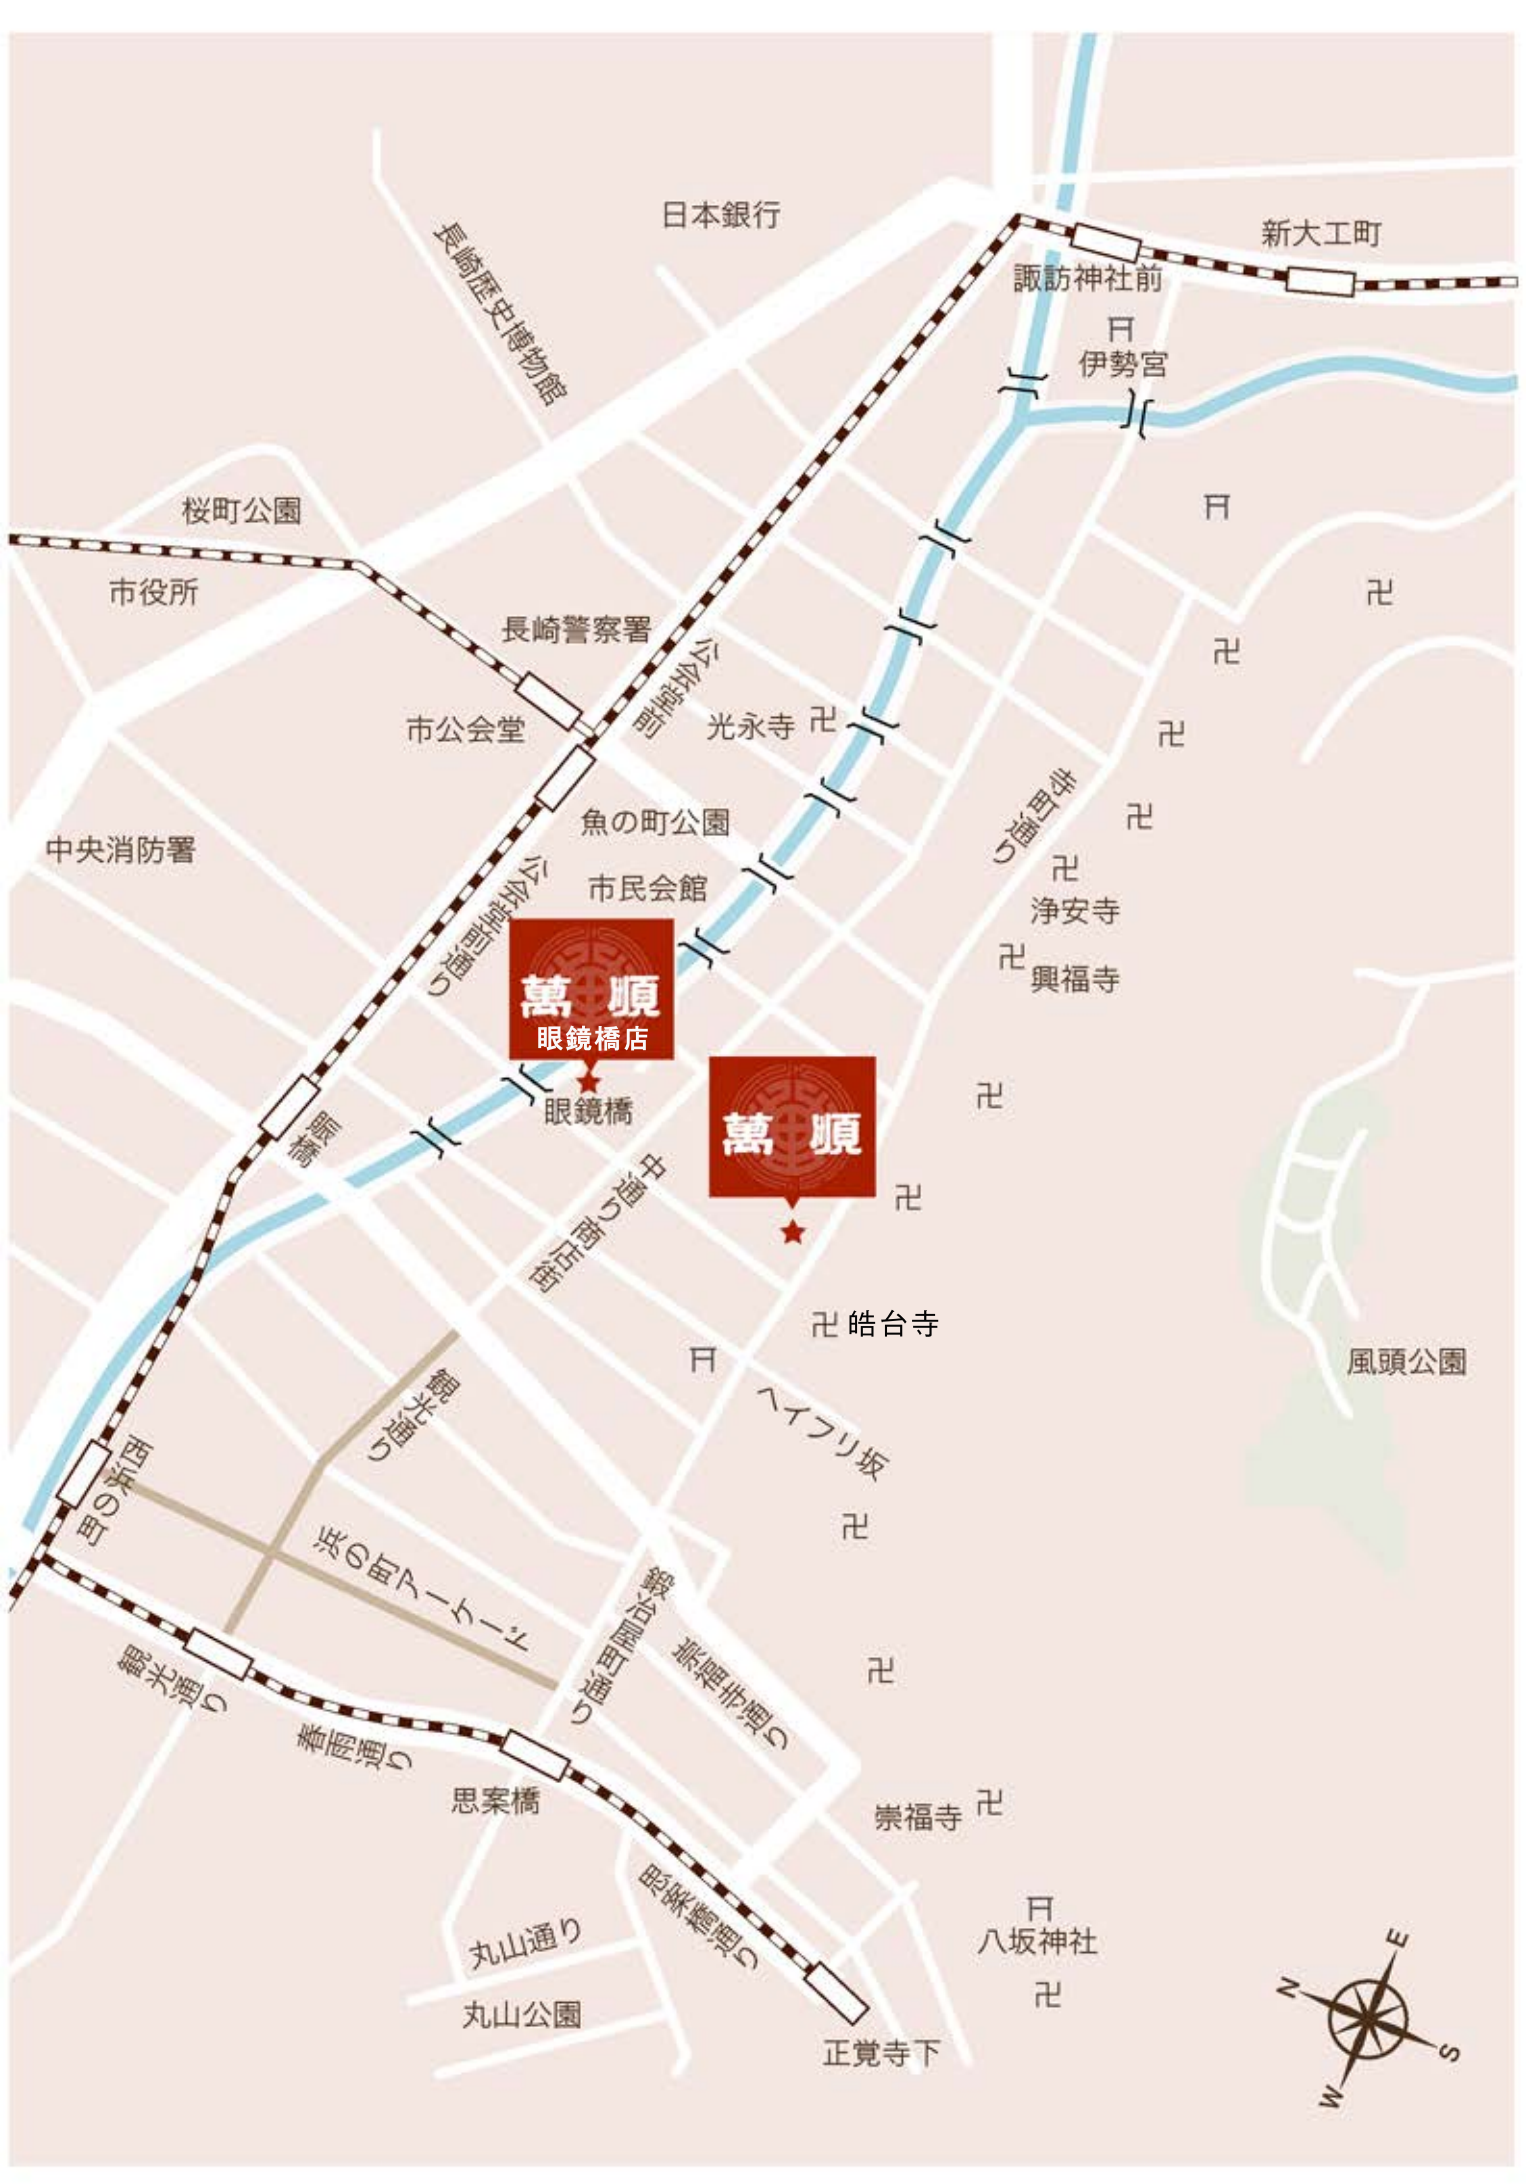 日本銀行
新大工町
長崎歴史博物館
諏訪神社前
伊勢宮
桜町公園
市役所
長崎警察署
公会堂前
市公会堂
光永寺
寺町通り
魚の町公園
中央消防署
公会堂前通り
市民会館
浄安寺
興福寺
萬順
眼鏡橋店
眼鏡橋
萬順
賑橋
中通り商店街
皓台寺
風頭公園
観光通り
ヘイフリ坂
西浜の町
浜の町アーケード
鍛冶屋町通り
崇福寺通り
観光通り
春雨通り
思案橋
崇福寺
思案橋通り
八坂神社
丸山通り
丸山公園
正覚寺下
E
N
S
W